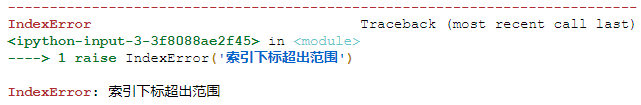 ---------------------------------------------------------------------------
IndexError                                Traceback (most recent call last)
<ipython-input-3-3f8088ae2f45> in <module>
----> 1 raise IndexError('索引下标超出范围')
IndexError: 索引下标超出范围